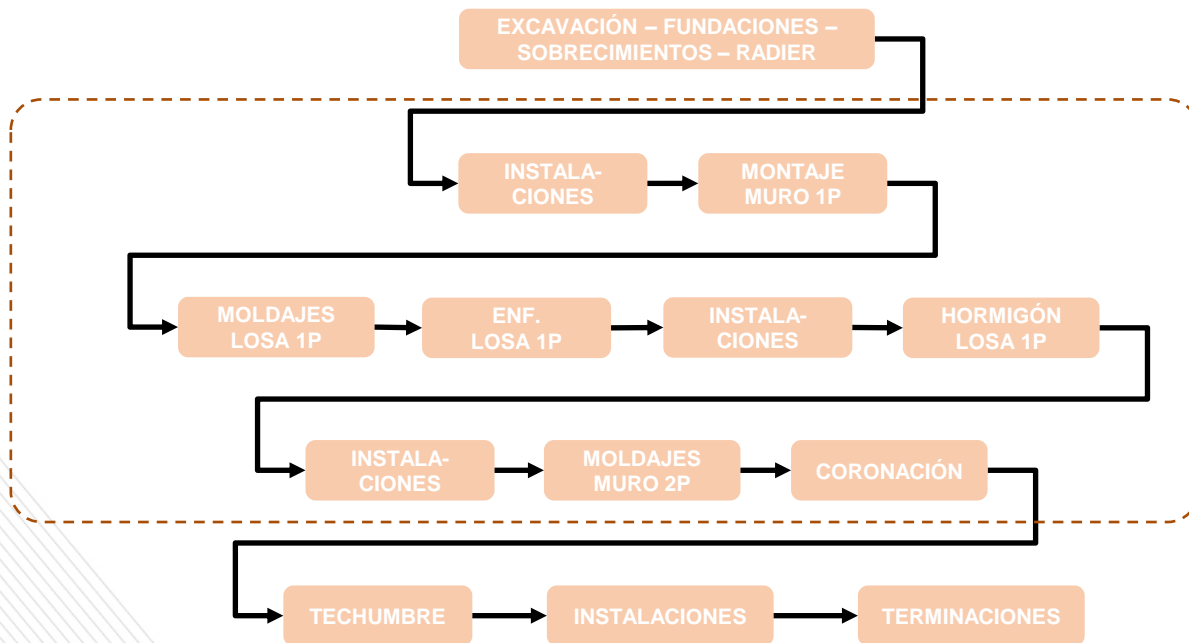 EXCAVACIÓN – FUNDACIONES –
SOBRECIMIENTOS – RADIER
INSTALA-
CIONES
MONTAJE
MURO 1P
MOLDAJES
LOSA 1P
ENF.
LOSA 1P
INSTALA-
CIONES
HORMIGÓN
LOSA 1P
INSTALA-
CIONES
MOLDAJES
MURO 2P
CORONACIÓN
TECHUMBRE
INSTALACIONES
TERMINACIONES